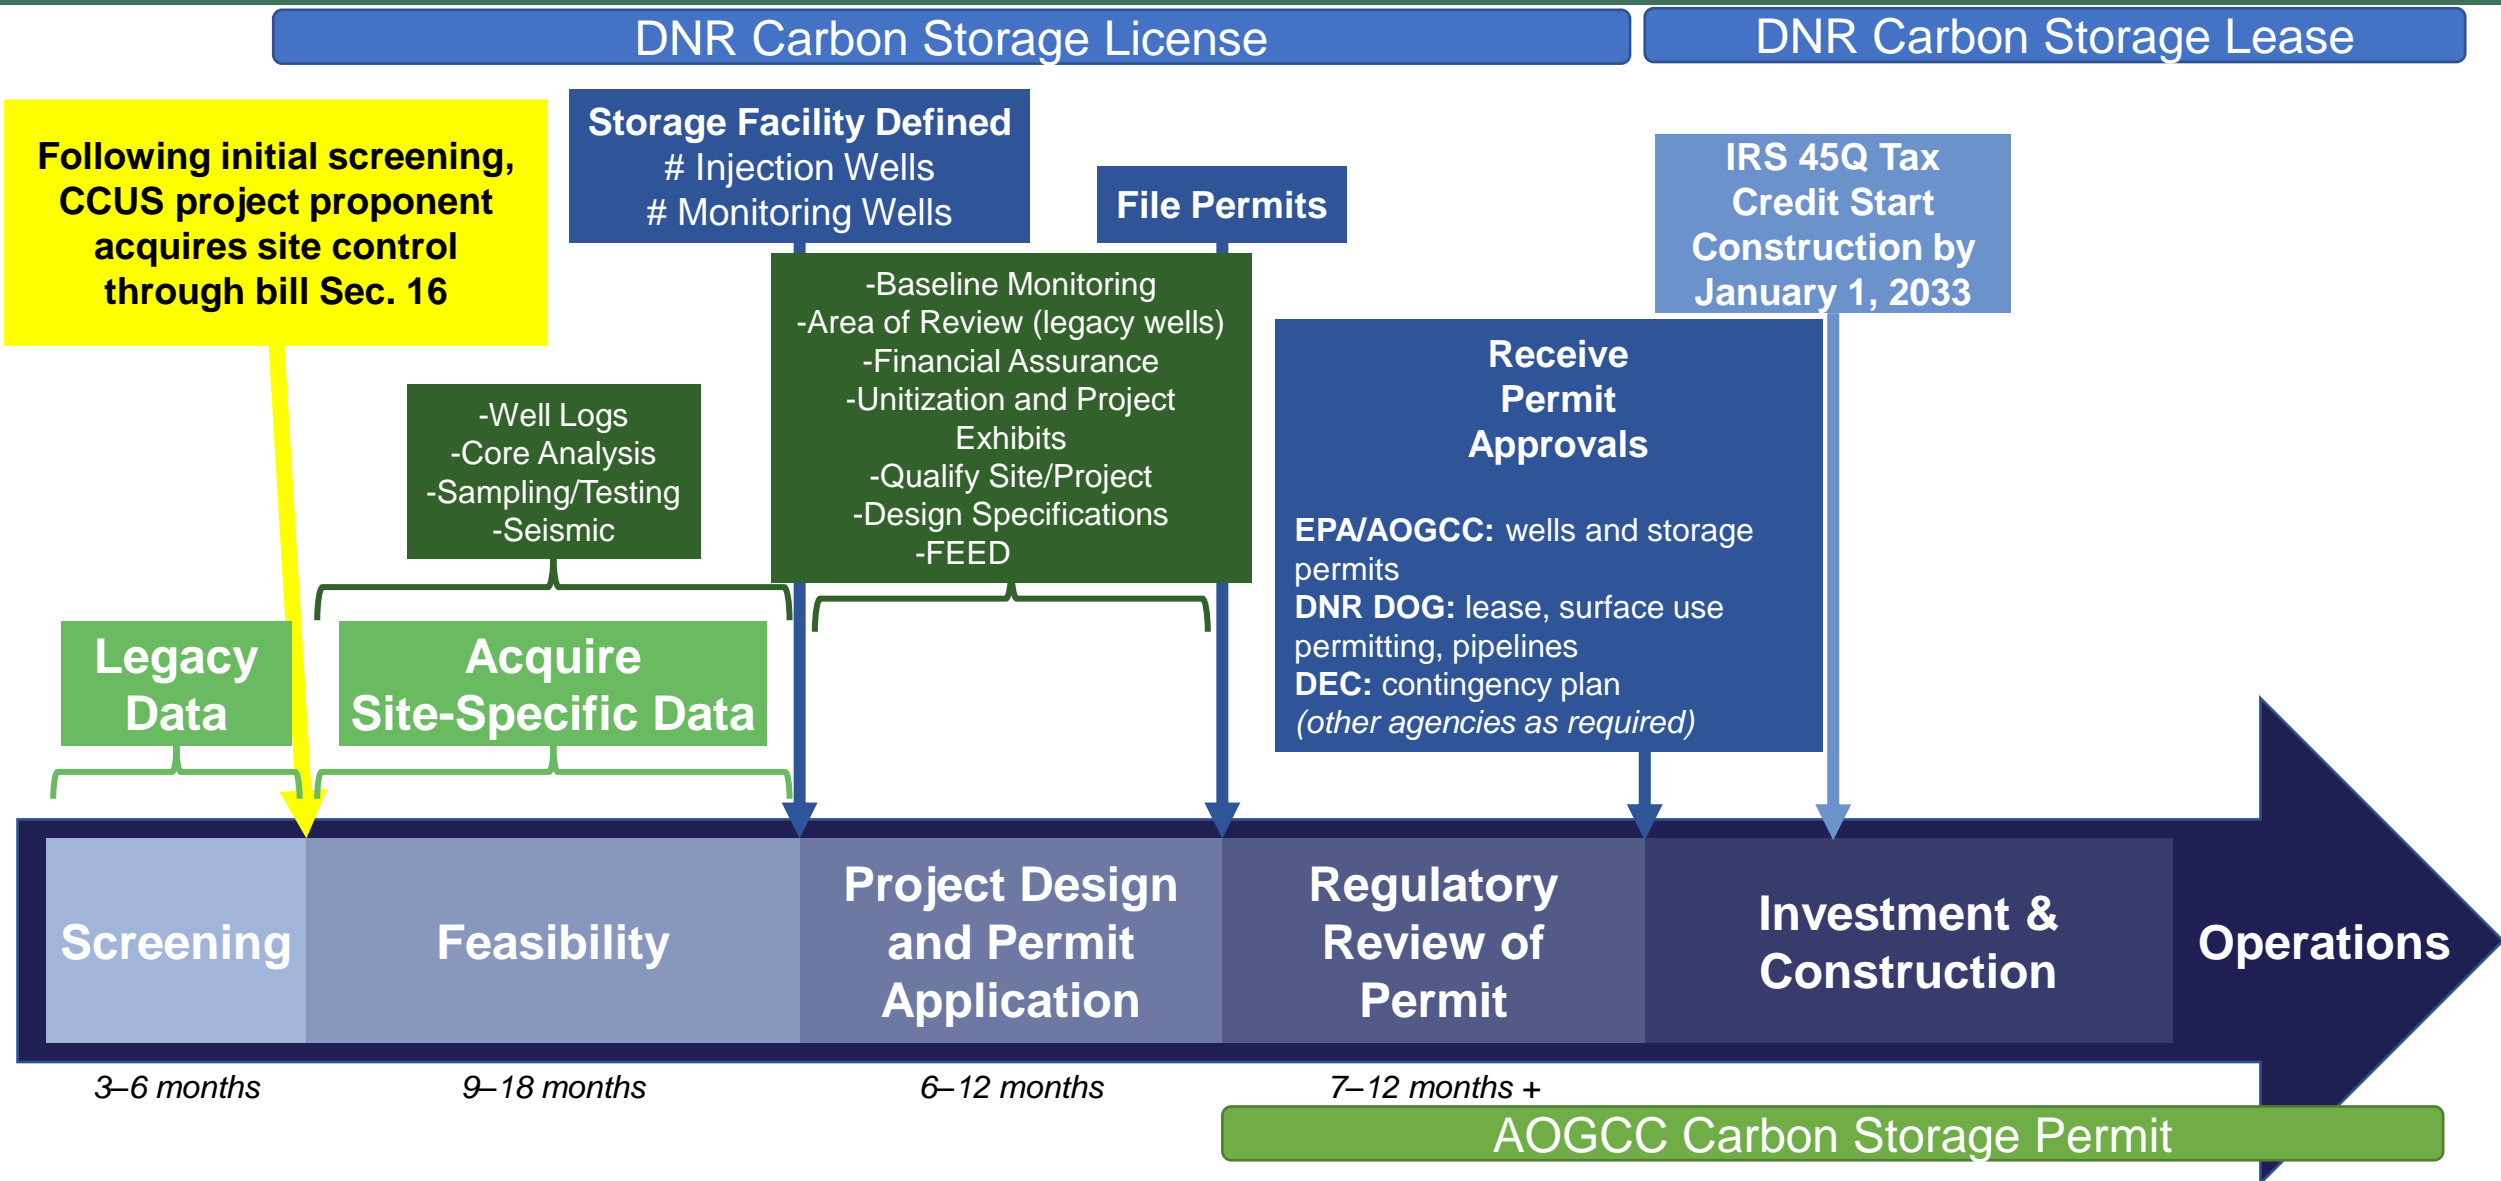 DNR Carbon Storage License
DNR Carbon Storage Lease
Following initial screening,
CCUS project proponent
acquires site control
through bill Sec. 16
Storage Facility Defined
# Injection Wells
# Monitoring Wells
File Permits
IRS 45Q Tax
Credit Start
Construction by
January 1, 2033
-Well Logs
-Core Analysis
-Sampling/Testing
-Seismic
-Baseline Monitoring
-Area of Review (legacy wells)
-Financial Assurance
-Unitization and Project
Exhibits
-Qualify Site/Project
-Design Specifications
-FEED
Receive
Permit
Approvals
EPA/AOGCC: wells and storage
permits
DNR DOG: lease, surface use
permitting, pipelines
DEC: contingency plan
(other agencies as required)
Legacy
Data
Acquire
Site-Specific Data
Screening
Feasibility
Project Design
and Permit
Application
Regulatory
Review of
Permit
Investment &
Construction
Operations
3–6 months
9–18 months
6–12 months
7–12 months +
AOGCC Carbon Storage Permit